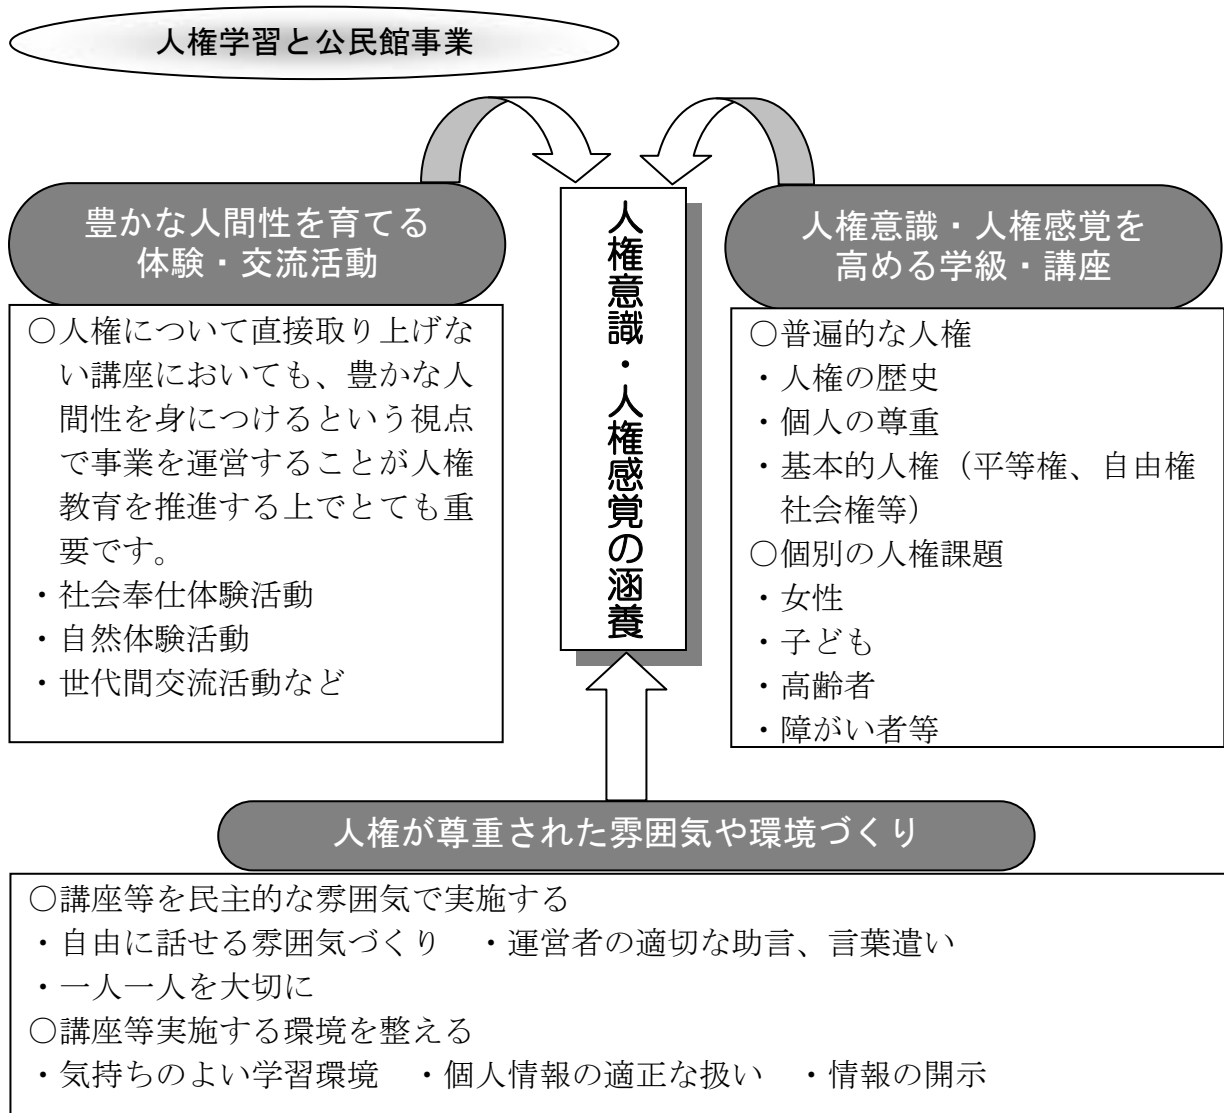 人権学習と公民館事業
豊かな人間性を育てる
体験・交流活動
○人権について直接取り上げな
い講座においても、豊かな人
間性を身につけるという視点
で事業を運営することが人権
教育を推進する上でとても重
要です。
・社会奉仕体験活動
・自然体験活動
・世代間交流活動など
人権意識・人権感覚の涵養
人権意識・人権感覚を
高める学級・講座
○普遍的な人権
・人権の歴史
・個人の尊重
・基本的人権（平等権、自由権
社会権等）
○個別の人権課題
・女性
・子ども
・高齢者
・障がい者等
人権が尊重された雰囲気や環境づくり
○講座等を民主的な雰囲気で実施する
・自由に話せる雰囲気づくり　・運営者の適切な助言、言葉遣い
・一人一人を大切に
○講座等実施する環境を整える
・気持ちのよい学習環境　・個人情報の適正な扱い　・情報の開示